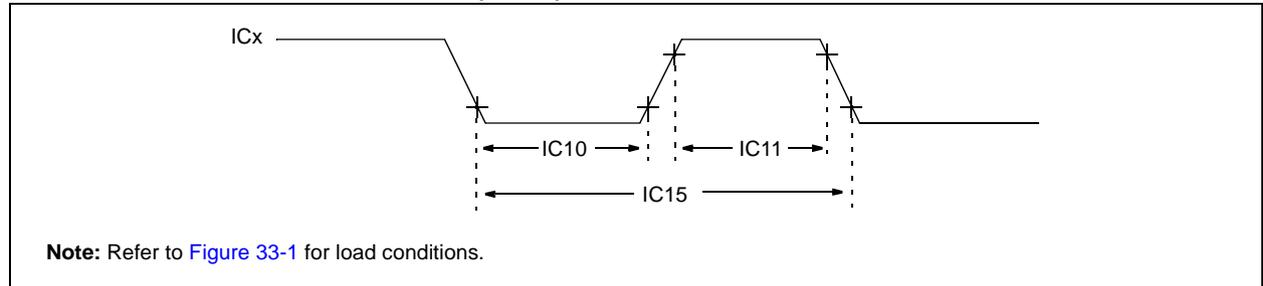 ICx
IC10
IC11
IC15
Note: Refer to Figure 33-1 for load conditions.